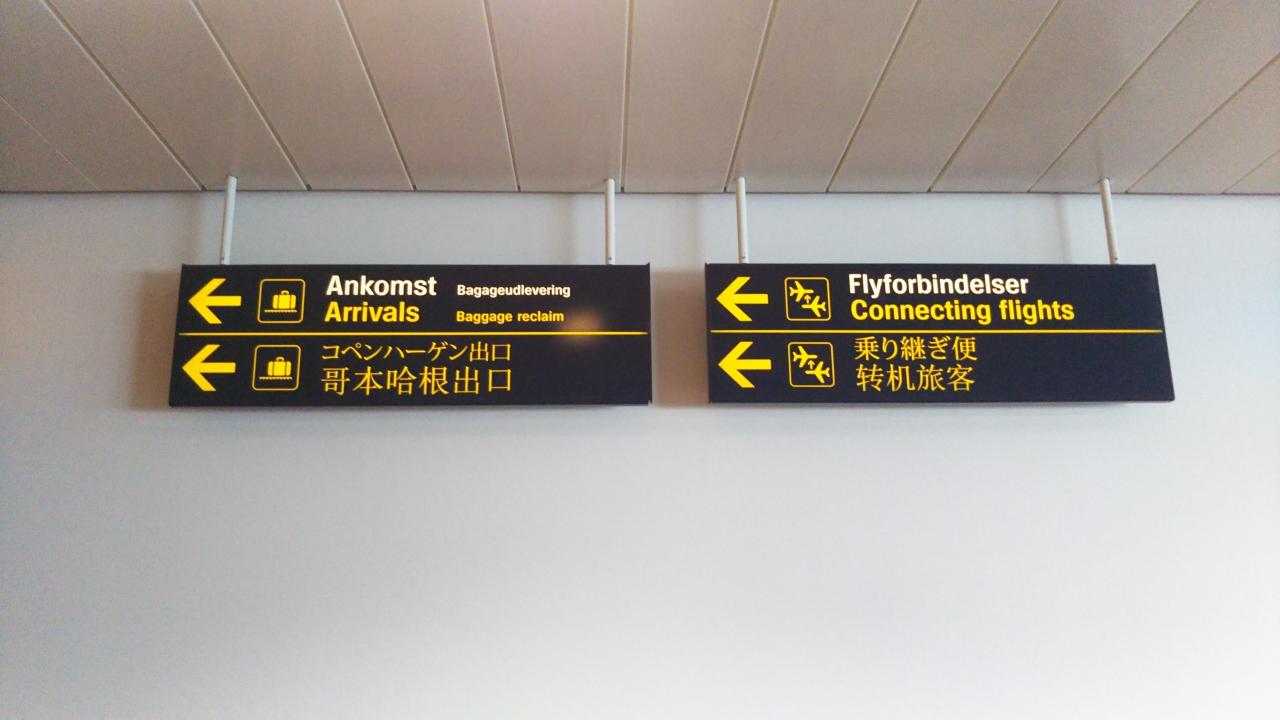 Ankomst Bagageudlevering
Arrivals Baggage reclaim
コペンハーゲン出口
哥本哈根出口
Flyforbindelser
Connecting flights
乗り継ぎ便
转机旅客